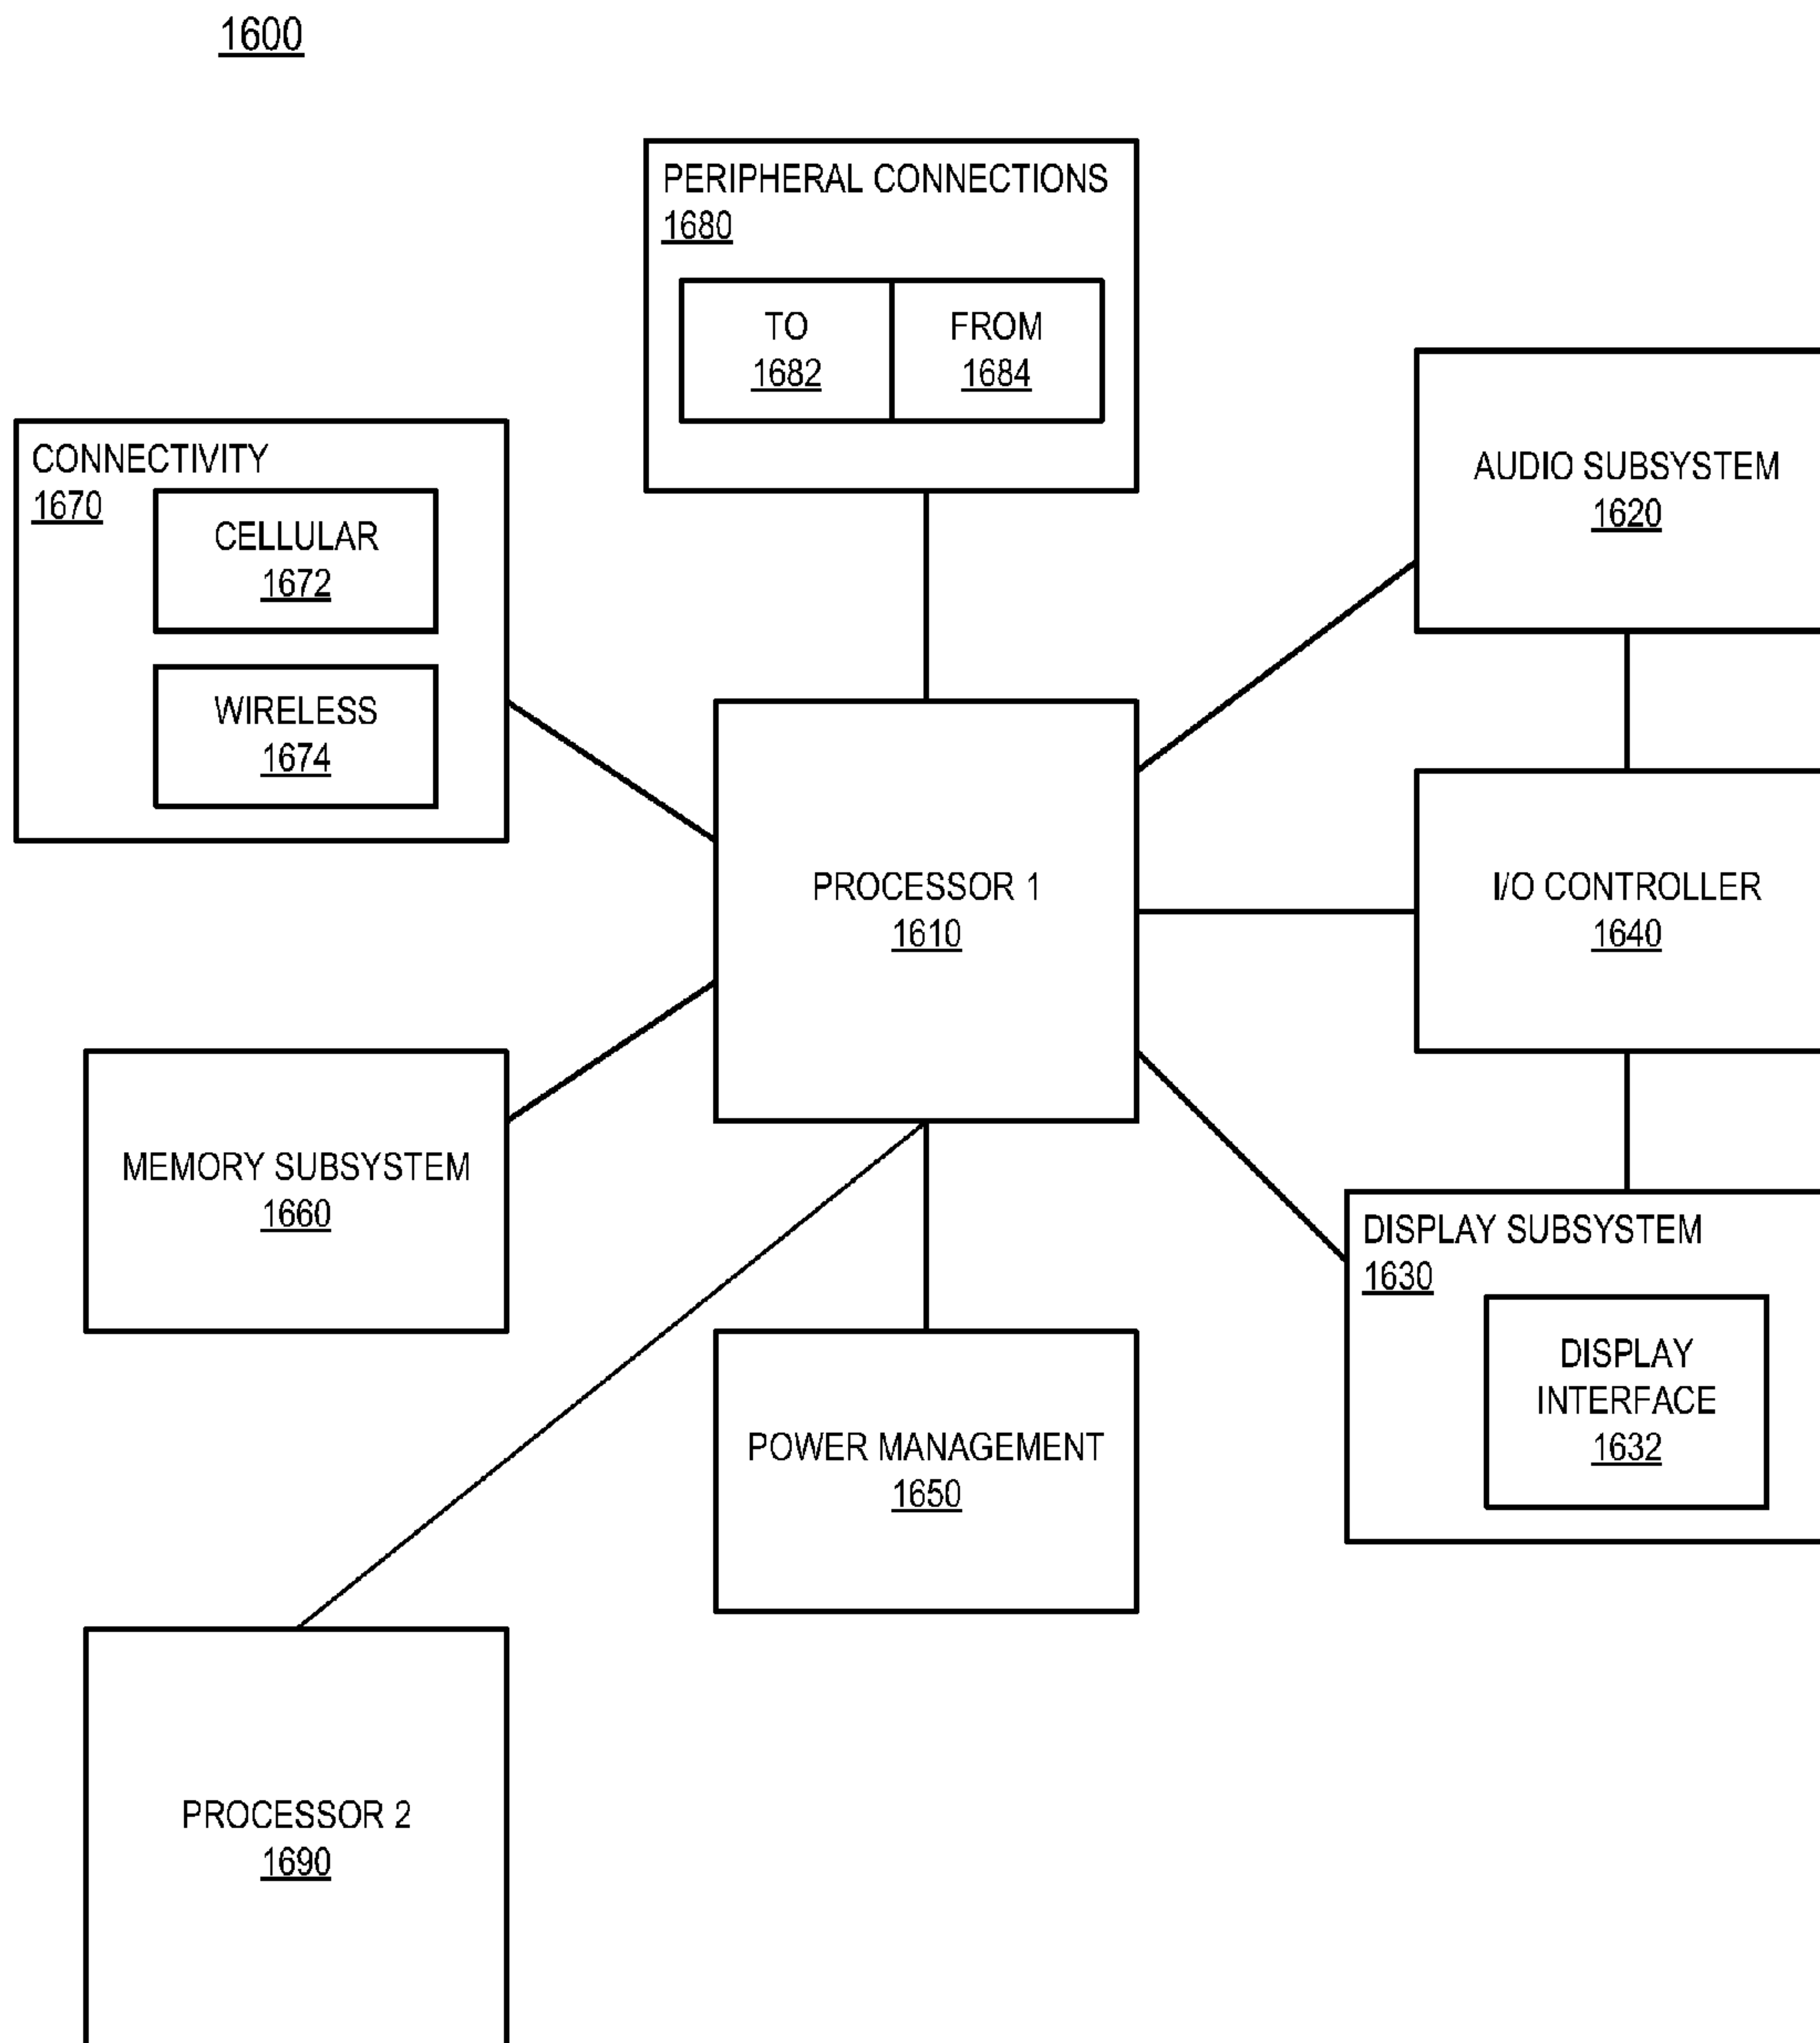 1600
PERIPHERAL CONNECTIONS
1680
TO
1682
FROM
1684
AUDIO SUBSYSTEM
1620
CONNECTIVITY
1670
CELLULAR
1672
WIRELESS
1674
PROCESSOR 1
1610
I/O CONTROLLER
1640
MEMORY SUBSYSTEM
1660
DISPLAY SUBSYSTEM
1630
DISPLAY
INTERFACE
1632
POWER MANAGEMENT
1650
PROCESSOR 2
1690